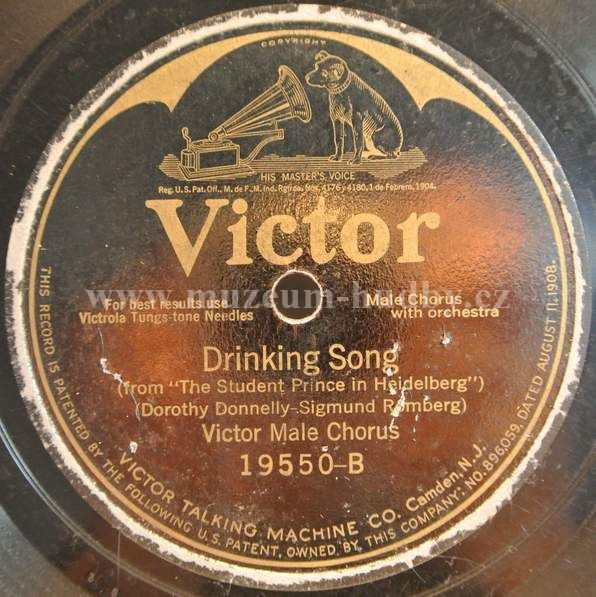 COPYRIGHT
HIS MASTER'S VOICE
Reg. U.S. Pat. Off., M. de F. M. Ind. Rgrda. Nos. 4176 y 4180, 1 de Febrero, 1904.
Victor
www.muzeum-hudby.cz
For best results use
Victrola Tungs-tone Needles
Male Chorus
with orchestra
Drinking Song
(from "The Student Prince in Heidelberg")
(Dorothy Donnelly-Sigmund Romberg)
Victor Male Chorus
19550-B
VICTOR TALKING MACHINE CO. Camden, N.J.
THIS RECORD IS PATENTED BY THE FOLLOWING U.S. PATENT, OWNED BY THIS COMPANY: NO. 896059, DATED AUGUST 11, 1908.